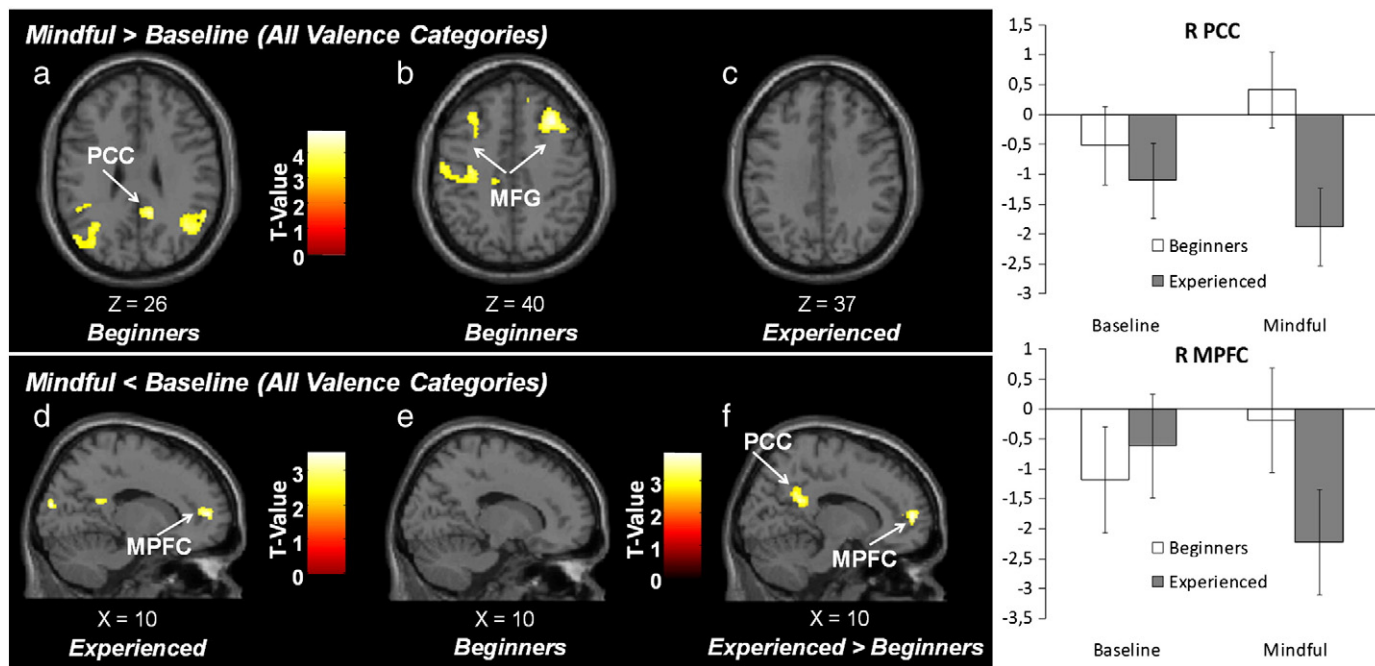 Mindful > Baseline (All Valence Categories)
a
b
c
PCC
MFG
T-Value
4
3
2
1
0
Z = 26
Z = 40
Z = 37
Beginners
Beginners
Experienced
Mindful < Baseline (All Valence Categories)
d
e
f
MPFC
T-Value
3
2
1
0
T-Value
3
2
1
0
PCC
MPFC
X = 10
X = 10
X = 10
Experienced
Beginners
Experienced > Beginners
R PCC
1,5
1
0,5
0
-0,5
-1
-1,5
-2
-2,5
-3
Beginners
Experienced
Baseline
Mindful
R MPFC
1
0,5
0
-0,5
-1
-1,5
-2
-2,5
-3
-3,5
Beginners
Experienced
Baseline
Mindful